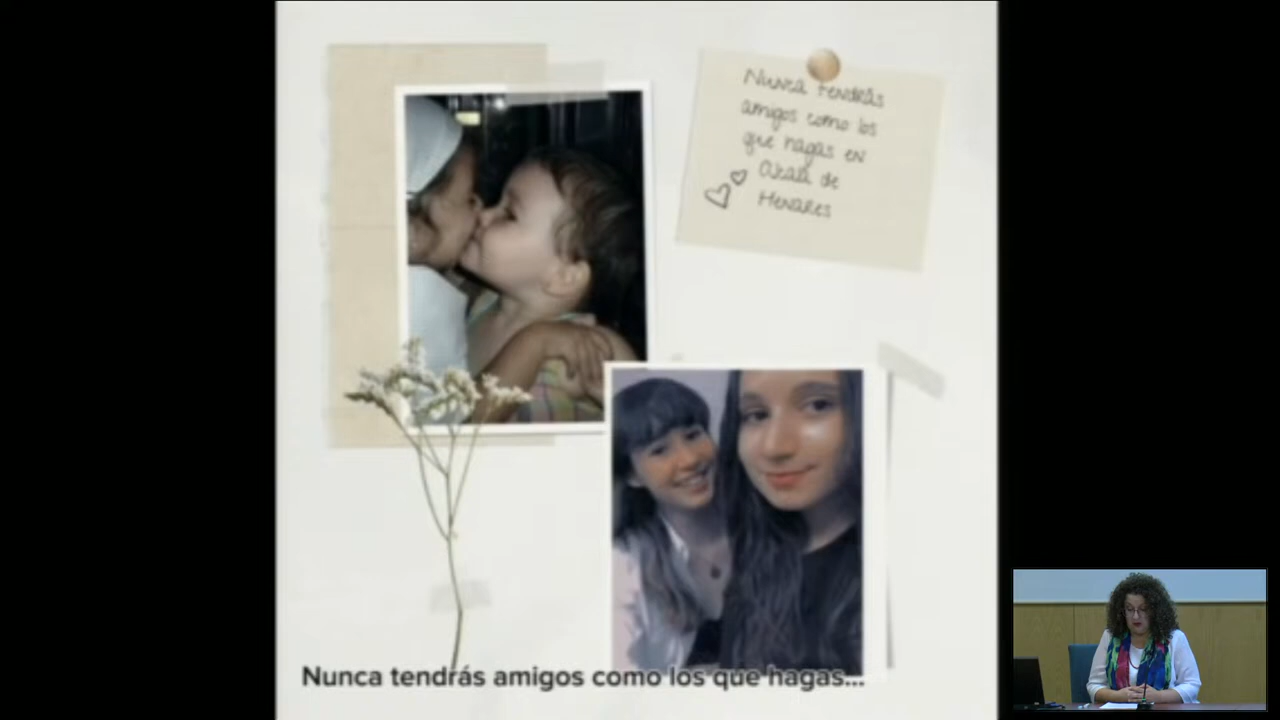 Nunca tendrás
amigos como los
que hagas en
Alcalá de
Henares
Nunca tendrás amigos como los que hagas...